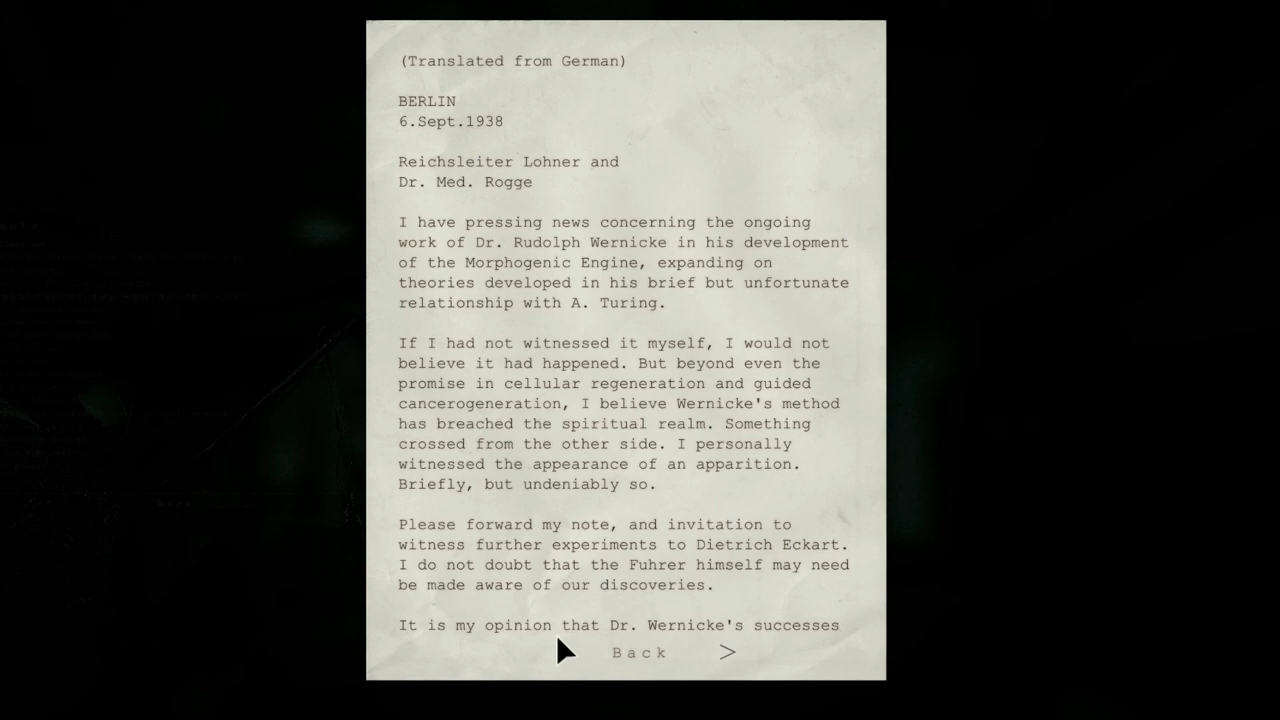 (Translated from German)
BERLIN
6.Sept.1938
Reichsleiter Lohner and
Dr. Med. Rogge
I have pressing news concerning the ongoing
work of Dr. Rudolph Wernicke in his development
of the Morphogenic Engine, expanding on
theories developed in his brief but unfortunate
relationship with A. Turing.
If I had not witnessed it myself, I would not
believe it had happened. But beyond even the
promise in cellular regeneration and guided
cancerogeneration, I believe Wernicke's method
has breached the spiritual realm. Something
crossed from the other side. I personally
witnessed the appearance of an apparition.
Briefly, but undeniably so.
Please forward my note, and invitation to
witness further experiments to Dietrich Eckart.
I do not doubt that the Fuhrer himself may need
be made aware of our discoveries.
It is my opinion that Dr. Wernicke's successes
Back >